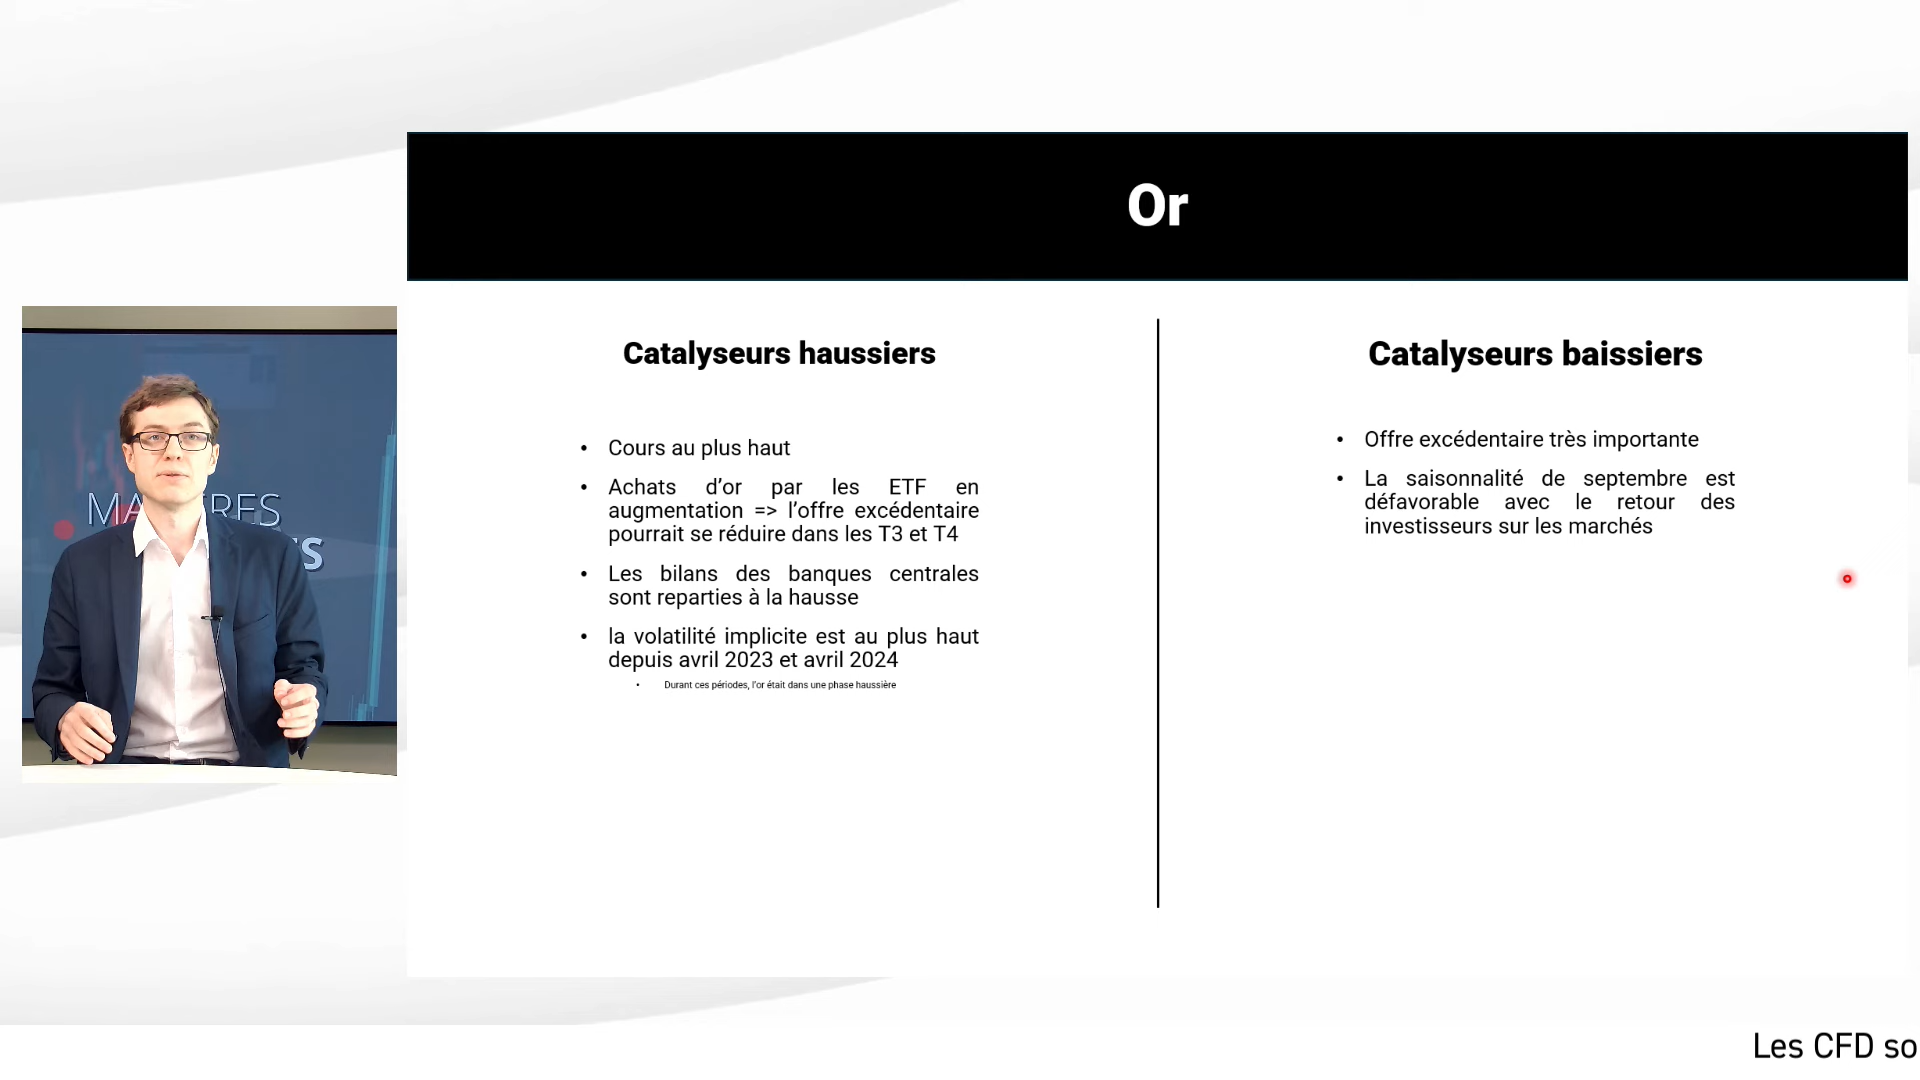 Or
MA RES
S
Catalyseurs haussiers
• Cours au plus haut
• Achats d'or par les ETF en
augmentation => l'offre excédentaire
pourrait se réduire dans les T3 et T4
• Les bilans des banques centrales
sont reparties à la hausse
• la volatilité implicite est au plus haut
depuis avril 2023 et avril 2024
• Durant ces périodes, l'or était dans une phase haussière
Catalyseurs baissiers
• Offre excédentaire très importante
• La saisonnalité de septembre est
défavorable avec le retour des
investisseurs sur les marchés
Les CFD so